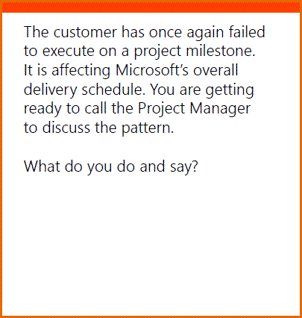 The customer has once again failed
to execute on a project milestone.
It is affecting Microsoft’s overall
delivery schedule. You are getting
ready to call the Project Manager
to discuss the pattern.
What do you do and say?